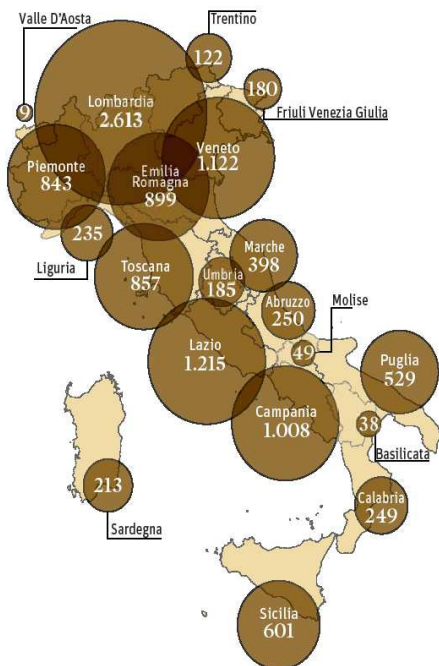 Valle D'Aosta
9
Trentino
122
180
Friuli Venezia Giulia
Lombardia
2.613
Veneto
1.122
Piemonte
843
Emilia
Romagna
899
235
Liguria
Toscana
857
Umbria
185
Marche
398
Abruzzo
250
Molise
49
Lazio
1.215
Puglia
529
Campania
1.008
38
Basilicata
213
Sardegna
Calabria
249
Sicilia
601